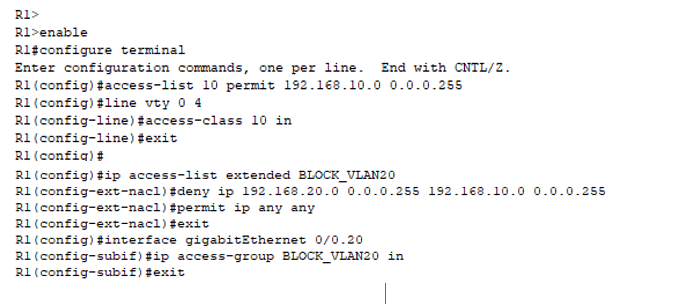 R1>
R1>enable
R1#configure terminal
Enter configuration commands, one per line.  End with CNTL/Z.
R1(config)#access-list 10 permit 192.168.10.0 0.0.0.255
R1(config)#line vty 0 4
R1(config-line)#access-class 10 in
R1(config-line)#exit
R1(config)#
R1(config)#ip access-list extended BLOCK_VLAN20
R1(config-ext-nacl)#deny ip 192.168.20.0 0.0.0.255 192.168.10.0 0.0.0.255
R1(config-ext-nacl)#permit ip any any
R1(config-ext-nacl)#exit
R1(config)#interface gigabitEthernet 0/0.20
R1(config-subif)#ip access-group BLOCK_VLAN20 in
R1(config-subif)#exit